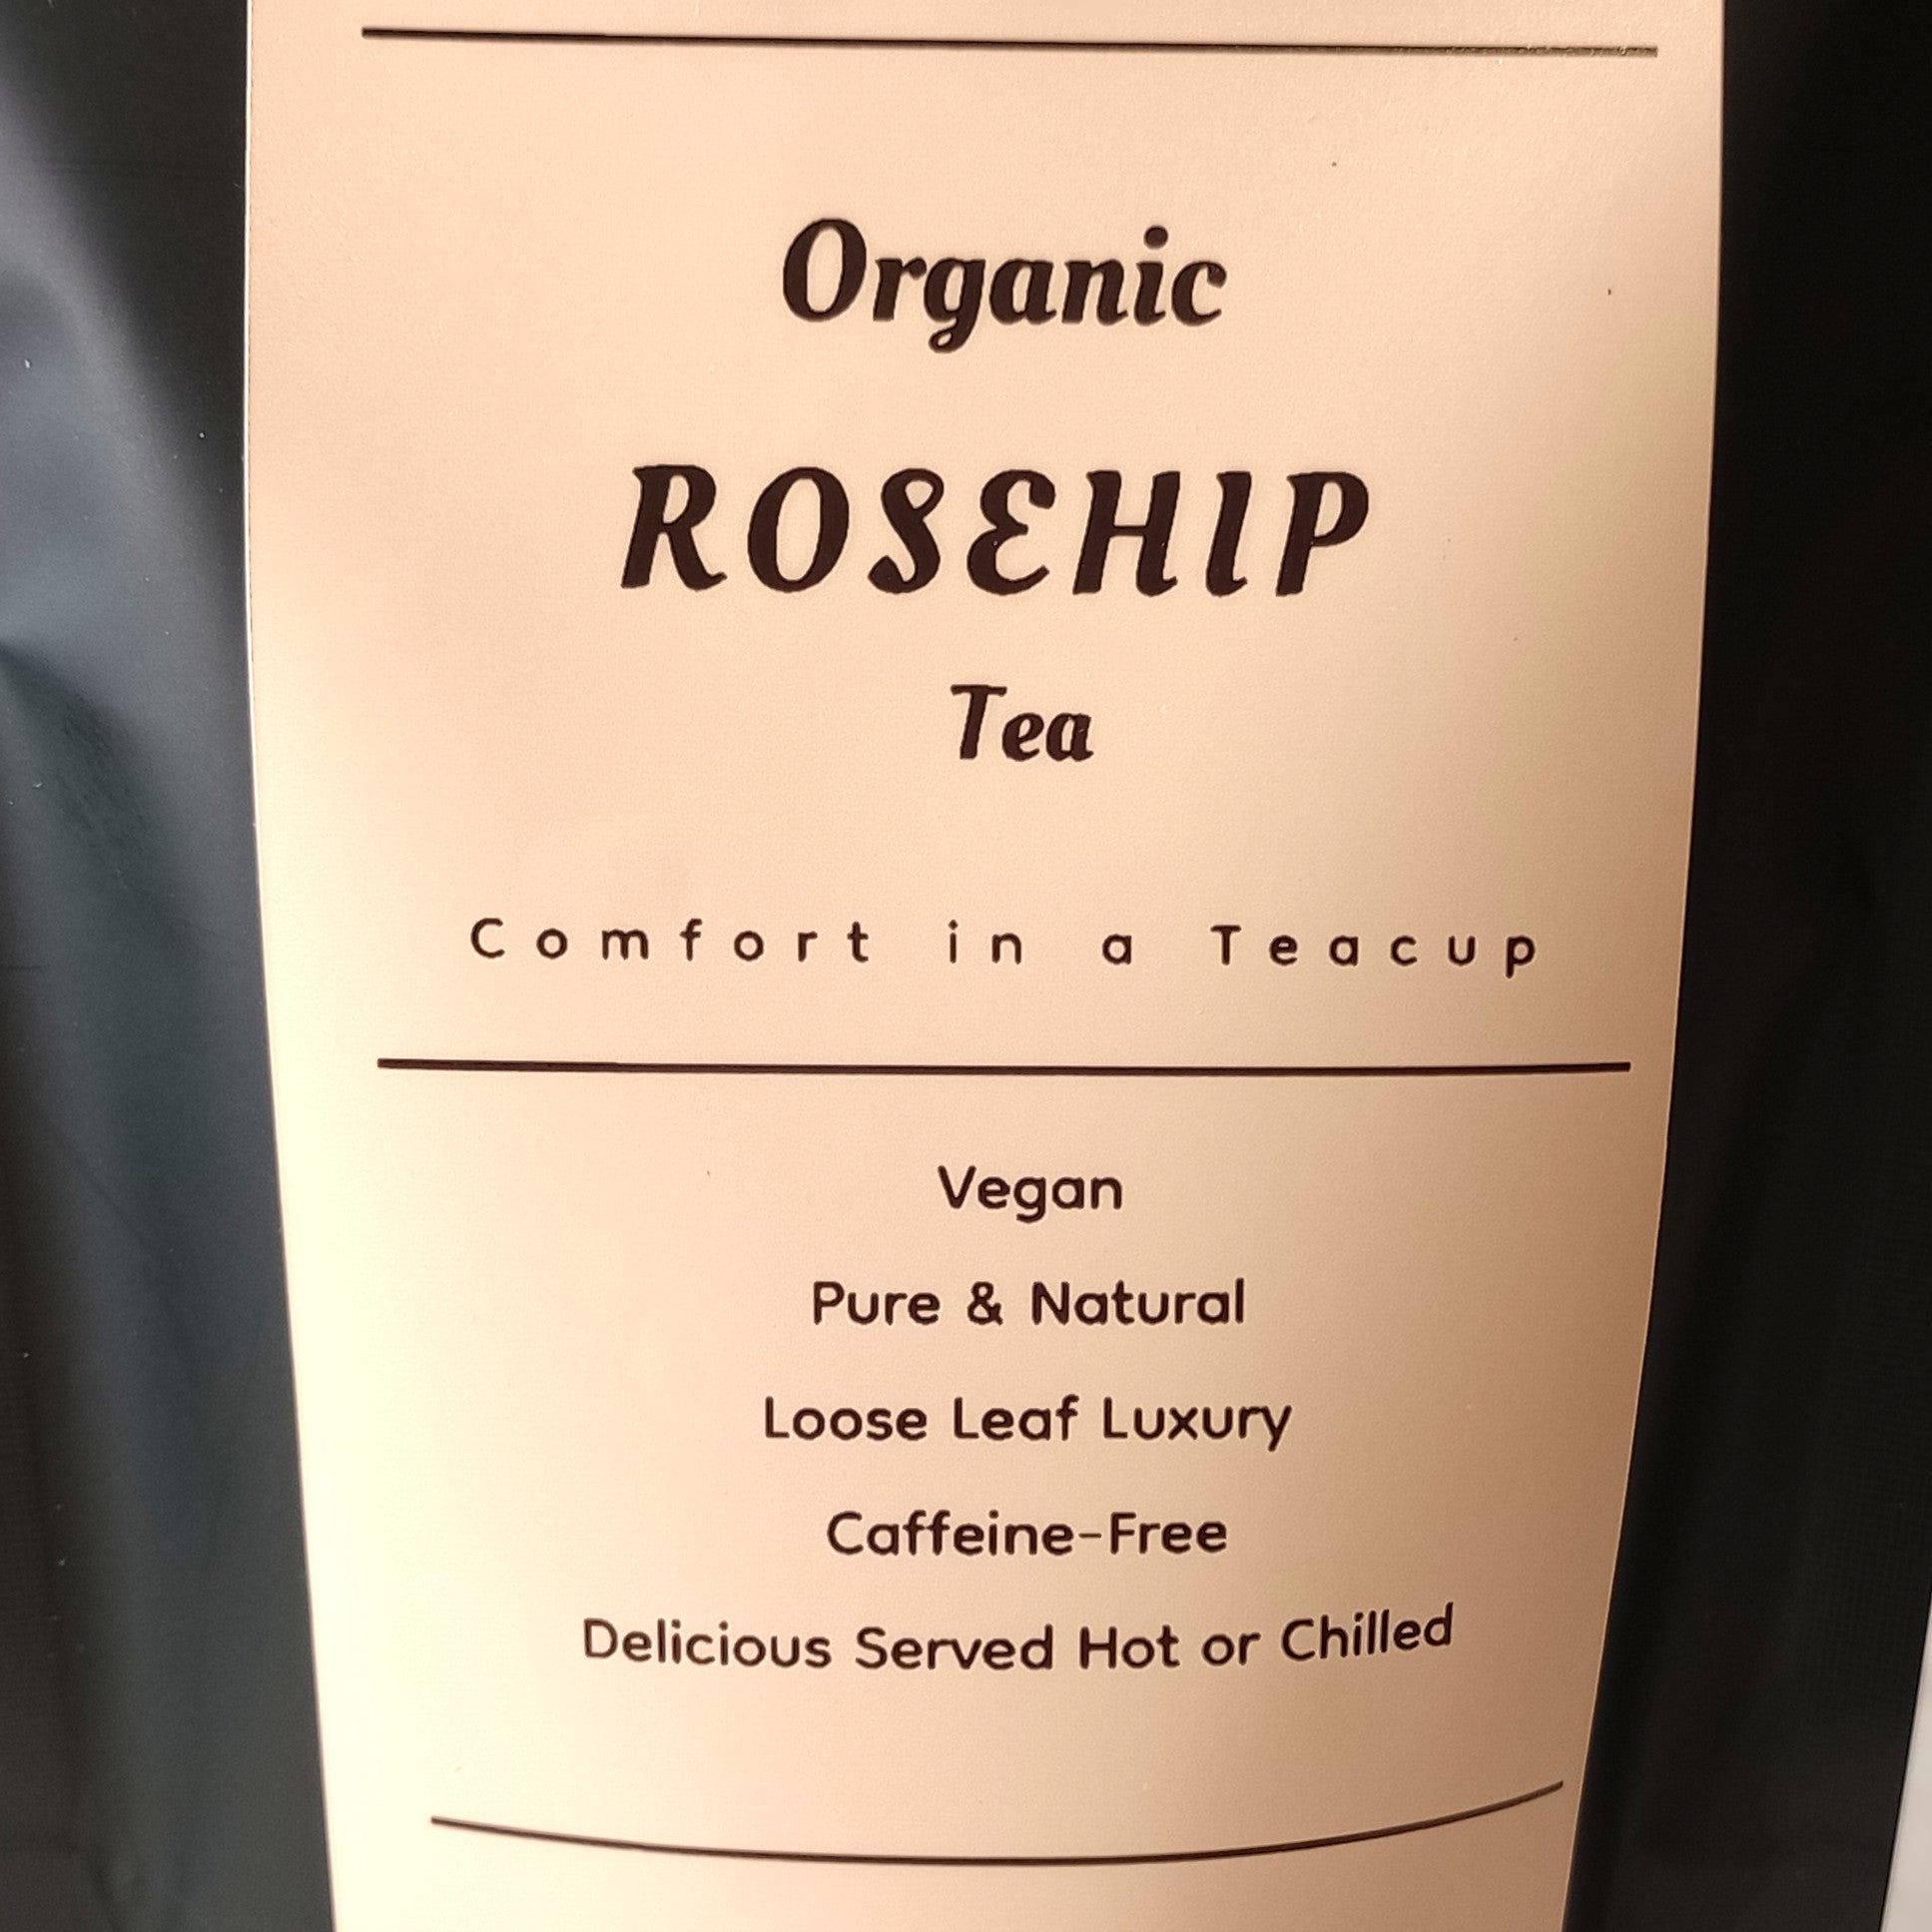 Organic
ROSEHIP
Tea
Comfort in a Teacup
Vegan
Pure & Natural
Loose Leaf Luxury
Caffeine-Free
Delicious Served Hot or Chilled